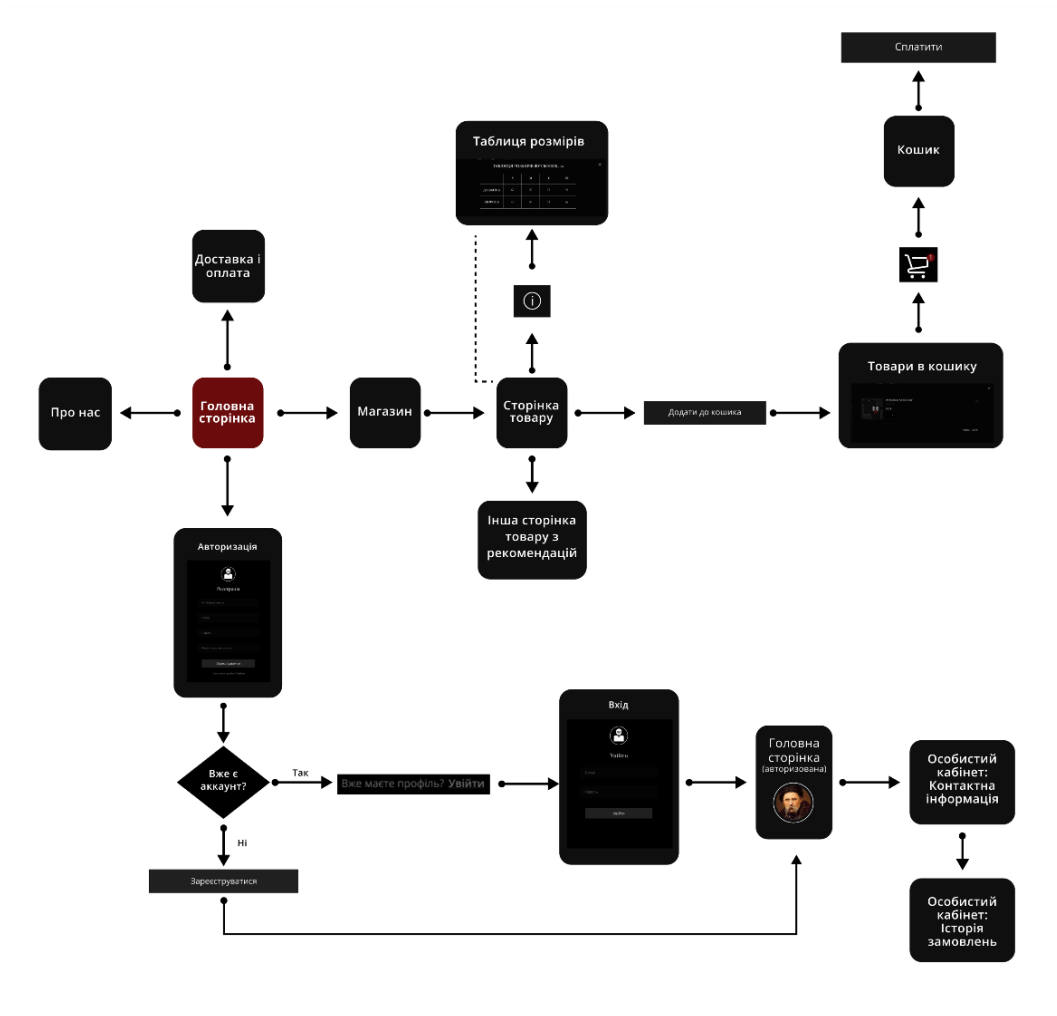 Сплатити
Кошик
Таблиця розмірів
Доставка і
оплата
Товари в кошику
Про нас
Головна
сторінка
Магазин
Сторінка
товару
Додати до кошика
Інша сторінка
товару з
рекомендацій
Авторизація
Вже є
аккаунт?
Так
Вже маєте профіль? Увійти
Вхід
Головна
сторінка
(авторизована)
Особистий
кабінет:
Контактна
інформація
Ні
Зареєструватися
Особистий
кабінет:
Історія
замовлень